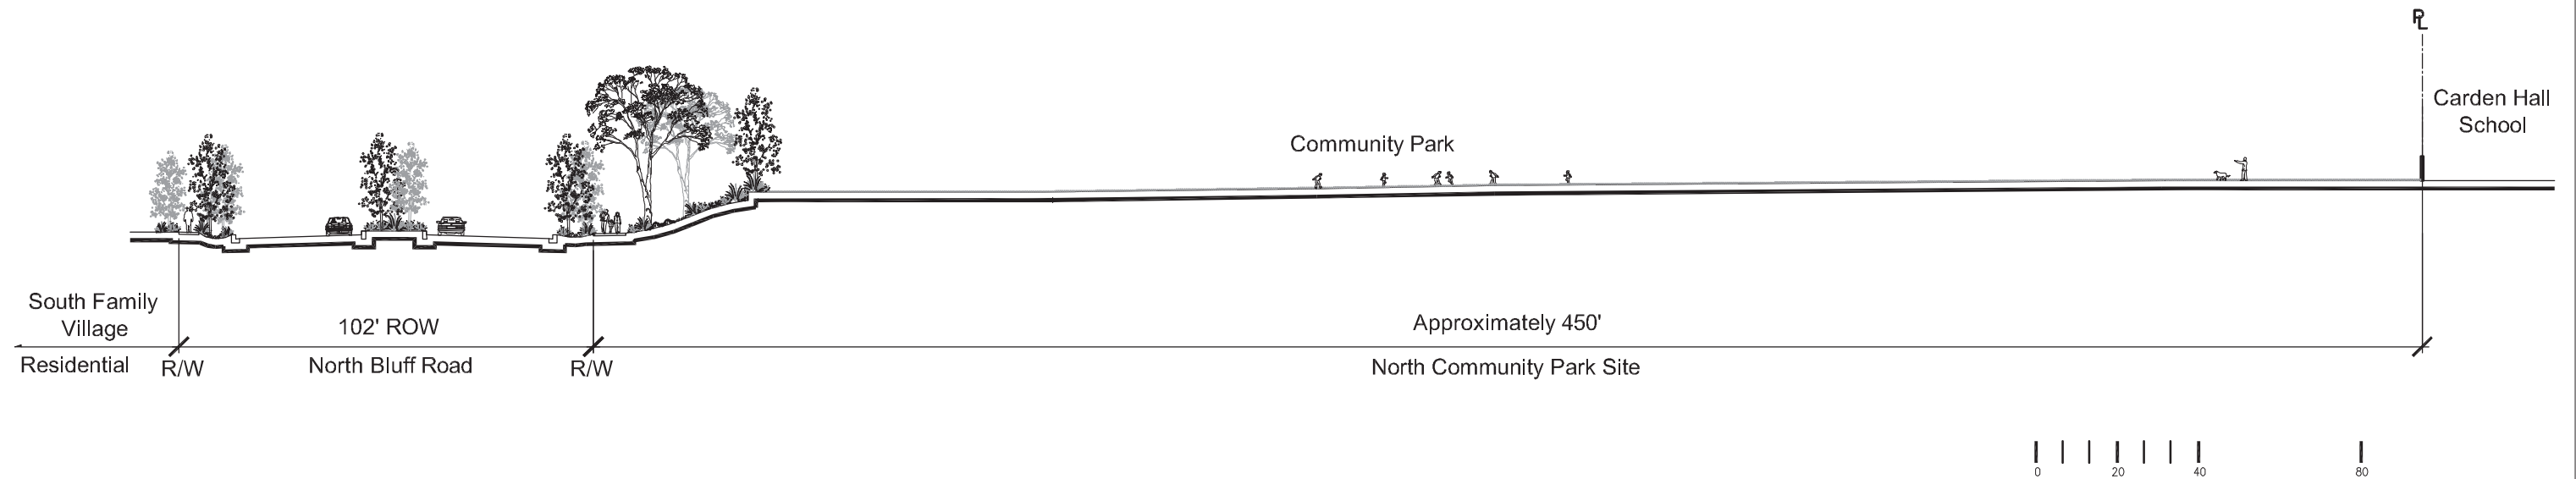 PL
Carden Hall
School
Community Park
South Family
Village
102' ROW
Approximately 450'
Residential
R/W
North Bluff Road
R/W
North Community Park Site
0
20
40
80